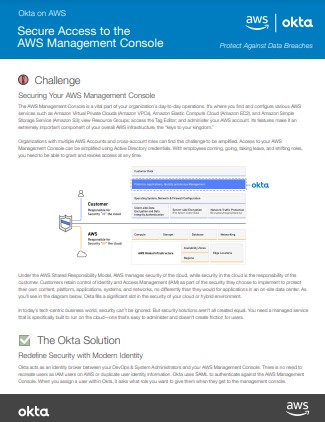 Okta on AWS
Secure Access to the
AWS Management Console
aws
okta
Protect Against Data Breaches
Challenge
Securing Your AWS Management Console
The AWS Management Console is a vital part of your organization's day-to-day operations. It's where you find and configure various AWS
services such as Amazon Virtual Private Clouds (Amazon VPCs), Amazon Elastic Compute Cloud (Amazon EC2), and Amazon Simple
Storage Service (Amazon S3); view Resource Groups; access the Tag Editor; and administer your AWS account. Its features make it an
extremely important component of your overall AWS infrastructure; the "keys to your kingdom."
Organizations with multiple AWS Accounts and cross-account roles can find this challenge to be amplified. Access to your AWS
Management Console can be simplified using Active Directory credentials. With employees coming, going, taking leave, and shifting roles,
you need to be able to grant and revoke access at any time.
Customer
Responsible for
Security "in" the cloud
AWS
Responsible for
Security "of" the cloud
Customer Data
Platforms, Applications, Identity and Access Management
Operating System, Network & Firewall Configuration
Client-side Data
Encryption and Data
Integrity Authentication
Server-side Encryption
Network Traffic Protection
okta
Compute
Storage
Database
Networking
AWS Global Infrastructure
Availability Zones
Regions
Edge Locations
Under the AWS Shared Responsibility Model, AWS manages security of the cloud, while security in the cloud is the responsibility of the
customer. Customers retain control of Identity and Access Management (IAM) as part of the security they choose to implement to protect
their own content, platform, applications, systems, and networks, no differently than they would for applications in an on-site data center. As
you'll see in the diagram below, Okta fills a significant slot in the security of your cloud or hybrid environment.
In today's tech-centric business world, security can't be ignored. But security solutions aren't all created equal. You need a managed service
that is specifically built to run on the cloud—one that's easy to administer and doesn't create friction for users.
The Okta Solution
Redefine Security with Modern Identity
Okta acts as an identity broker between your DevOps & System Administrators and your AWS Management Console. There is no need to
recreate users as IAM users on AWS or duplicate user identity information. Okta uses SAML to authenticate against the AWS Management
Console. When you assign a user within Okta, it asks what role you want to give them when they get to the management console.
okta
aws